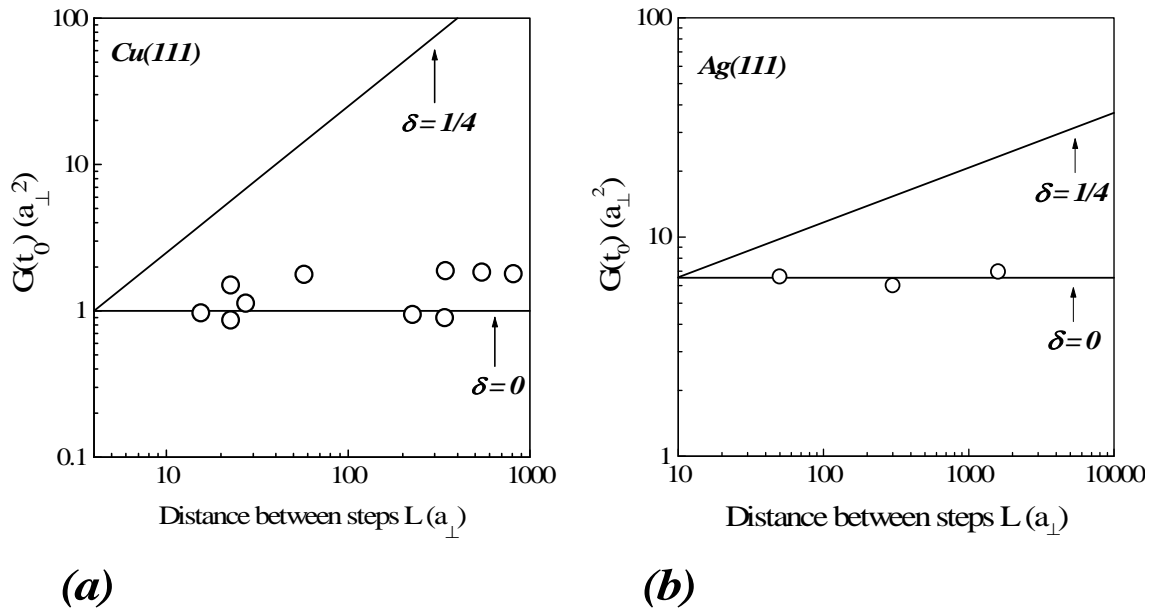 100
Cu(111)
δ=1/4
10
G(t₀) (a⊥²)
1
δ=0
0.1
10 100 1000
Distance between steps L (a⊥)
(a)
100
Ag(111)
δ=1/4
G(t₀) (a⊥²)
10
δ=0
1
10 100 1000 10000
Distance between steps L (a⊥)
(b)